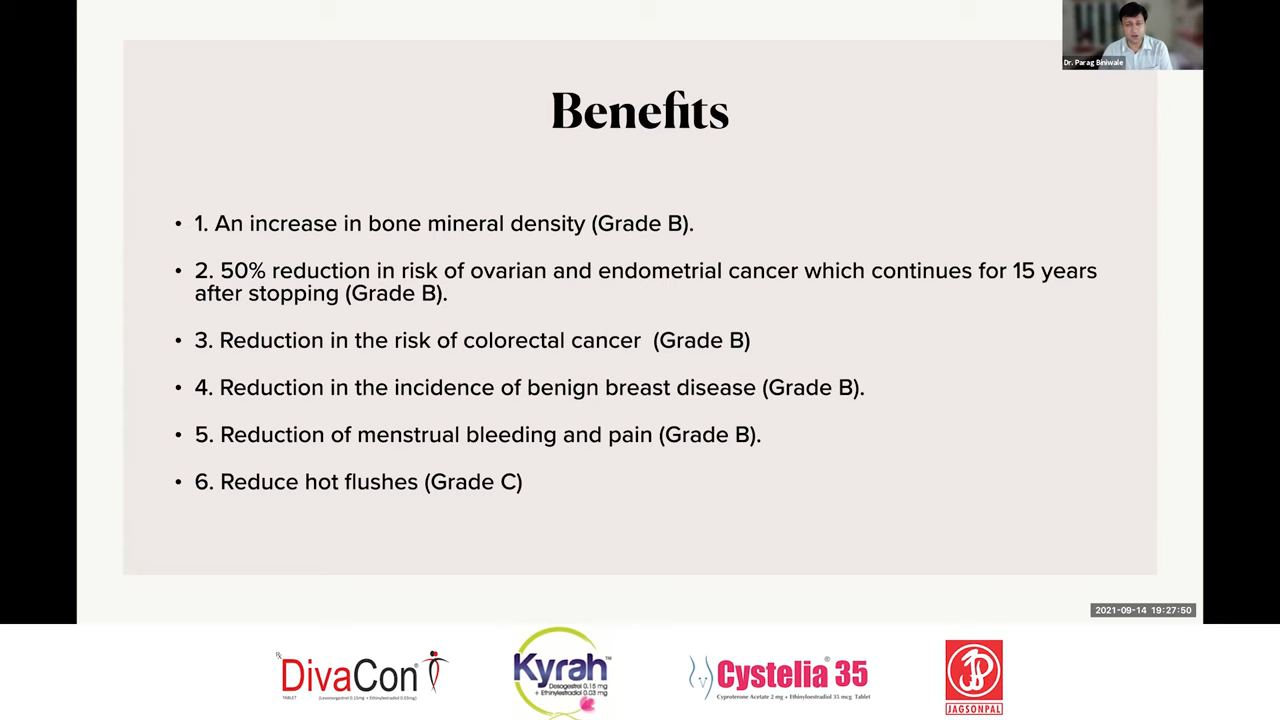 Dr. Parag Biniwale
Benefits
• 1. An increase in bone mineral density (Grade B).
• 2. 50% reduction in risk of ovarian and endometrial cancer which continues for 15 years
after stopping (Grade B).
• 3. Reduction in the risk of colorectal cancer (Grade B)
• 4. Reduction in the incidence of benign breast disease (Grade B).
• 5. Reduction of menstrual bleeding and pain (Grade B).
• 6. Reduce hot flushes (Grade C)
2021-09-14 19:27:50
DivaCon®
TABLET
Kyrah™
Desogestrel 0.15 mg
+ Ethinylestradiol 0.03 mg
Cystelia® 35
Cyproterone Acetate 2 mg + Ethinyloestradiol 35 mcg Tablet
JAGSONPAL